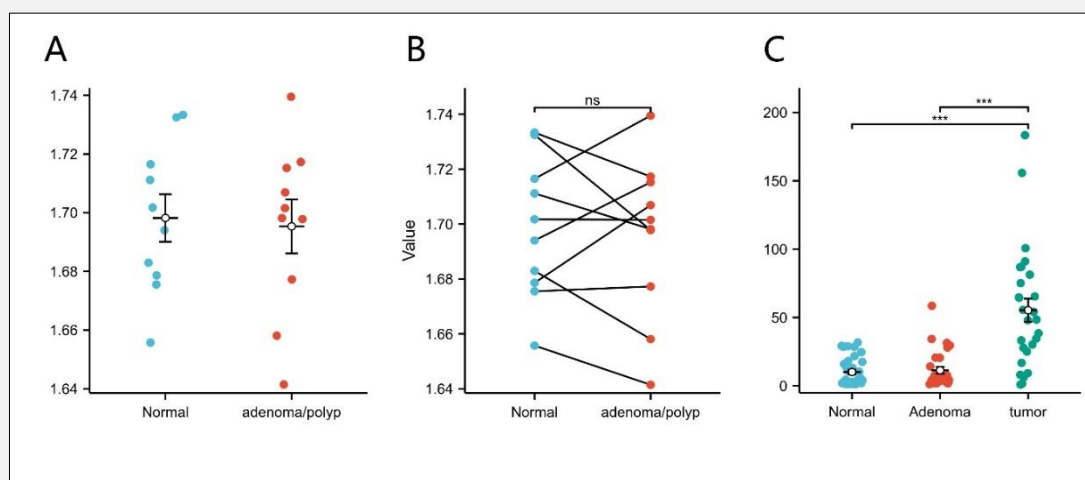 A
1.74
1.72
1.70
1.68
1.66
1.64
Normal adenoma/polyp
B
Value
1.74
1.72
1.70
1.68
1.66
1.64
ns
Normal adenoma/polyp
C
200
150
100
50
0
***
***
Normal Adenoma tumor